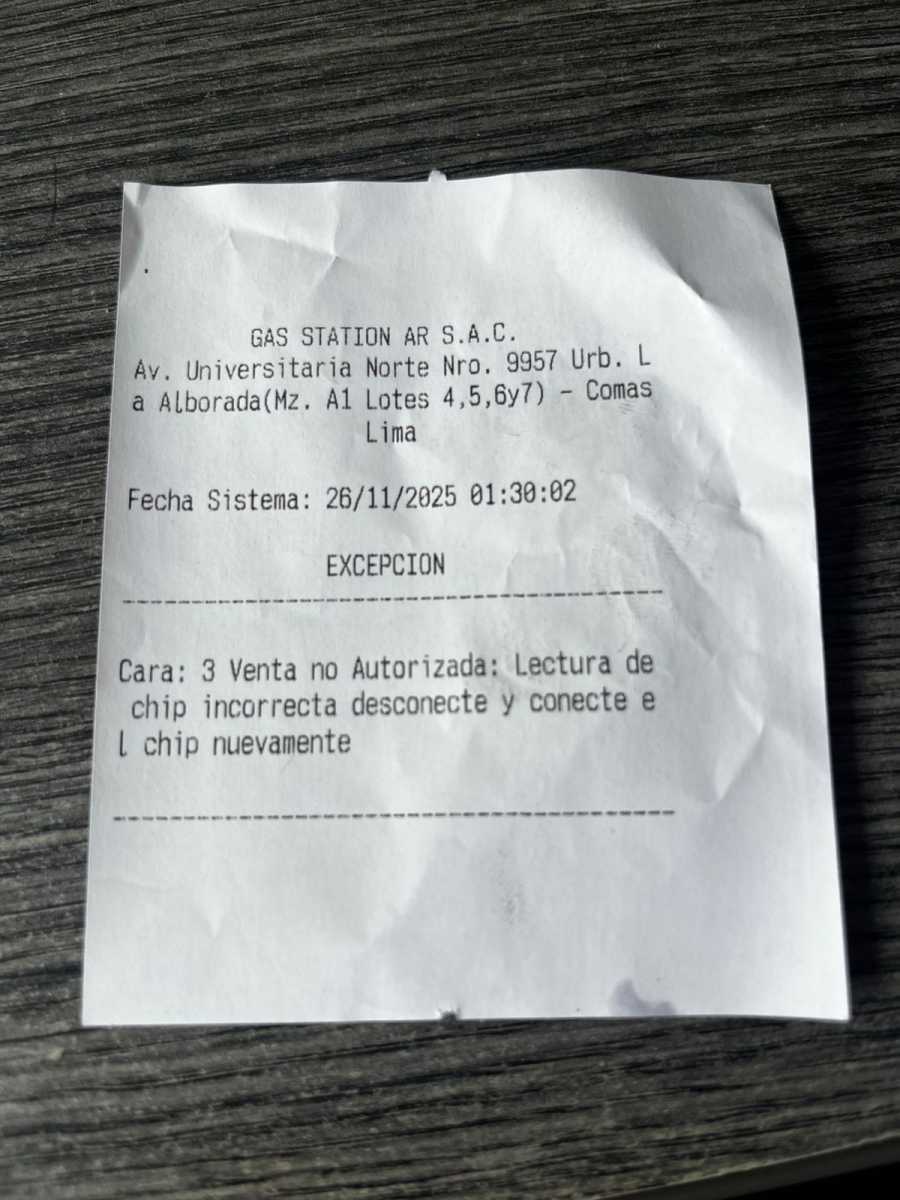 GAS STATION AR S.A.C.
Av. Universitaria Norte Nro. 9957 Urb. L
a Alborada(Mz. A1 Lotes 4,5,6y7) - Comas
Lima
Fecha Sistema: 26/11/2025 01:30:02
EXCEPCION
Cara: 3 Venta no Autorizada: Lectura de
chip incorrecta desconecte y conecte e
l chip nuevamente